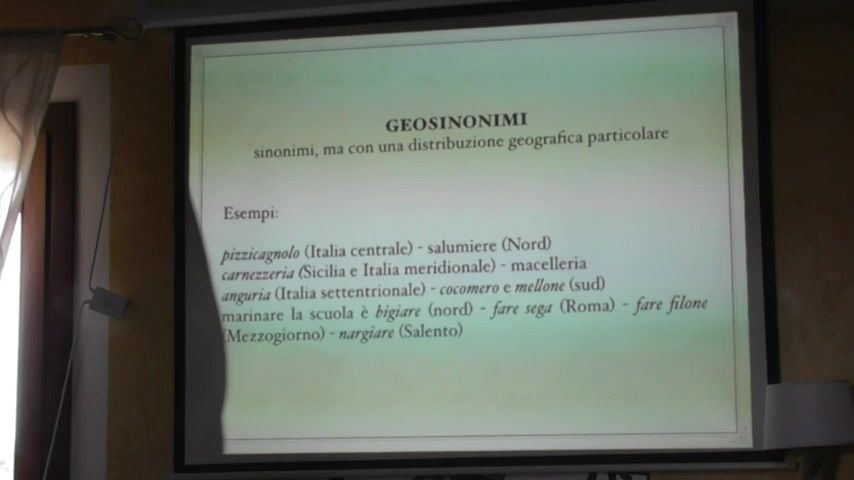 GEOSINONIMI
sinonimi, ma con una distribuzione geografica particolare
Esempi:
pizzicagnolo (Italia centrale) - salumiere (Nord)
carnezzeria (Sicilia e Italia meridionale) - macelleria
anguria (Italia settentrionale) - cocomero e mellone (sud)
marinare la scuola è bigiare (nord) - fare sega (Roma) - fare filone
(Mezzogiorno) - nargiare (Salento)